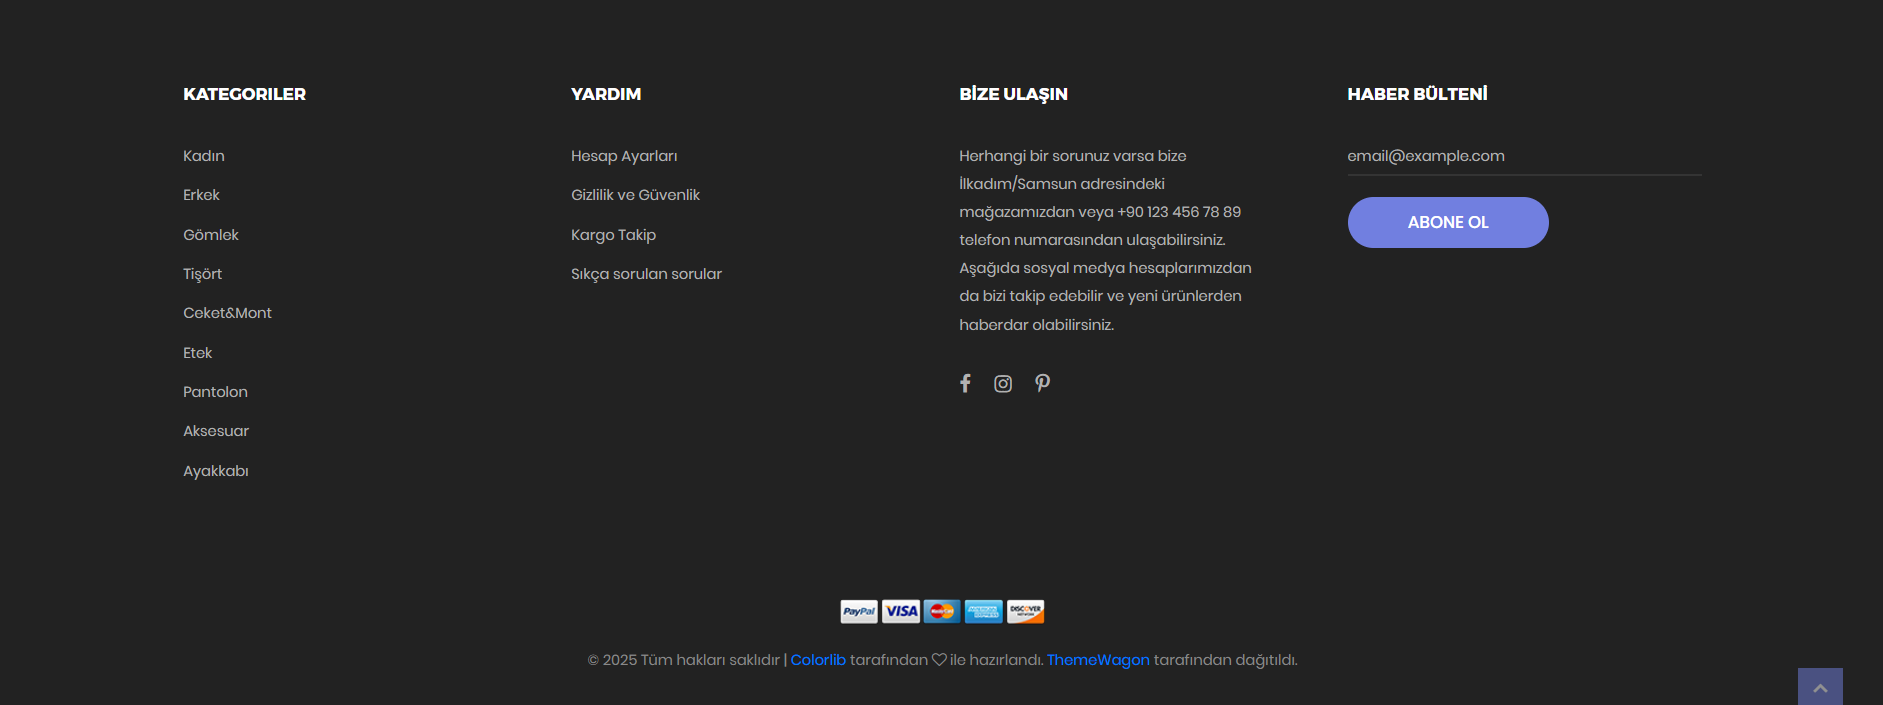 KATEGORILER
Kadın
Erkek
Gömlek
Tişört
Ceket&Mont
Etek
Pantolon
Aksesuar
Ayakkabı
YARDIM
Hesap Ayarları
Gizlilik ve Güvenlik
Kargo Takip
Sıkça sorulan sorular
BİZE ULAŞIN
Herhangi bir sorunuz varsa bize
İlkadım/Samsun adresindeki
mağazamızdan veya +90 123 456 78 89
telefon numarasından ulaşabilirsiniz.
Aşağıda sosyal medya hesaplarımızdan
da bizi takip edebilir ve yeni ürünlerden
haberdar olabilirsiniz.
HABER BÜLTENİ
email@example.com
ABONE OL
PayPal VISA MasterCard AMERICAN EXPRESS DISCOVER NETWORK
© 2025 Tüm hakları saklıdır | Colorlib tarafından ile hazırlandı. ThemeWagon tarafından dağıtıldı.